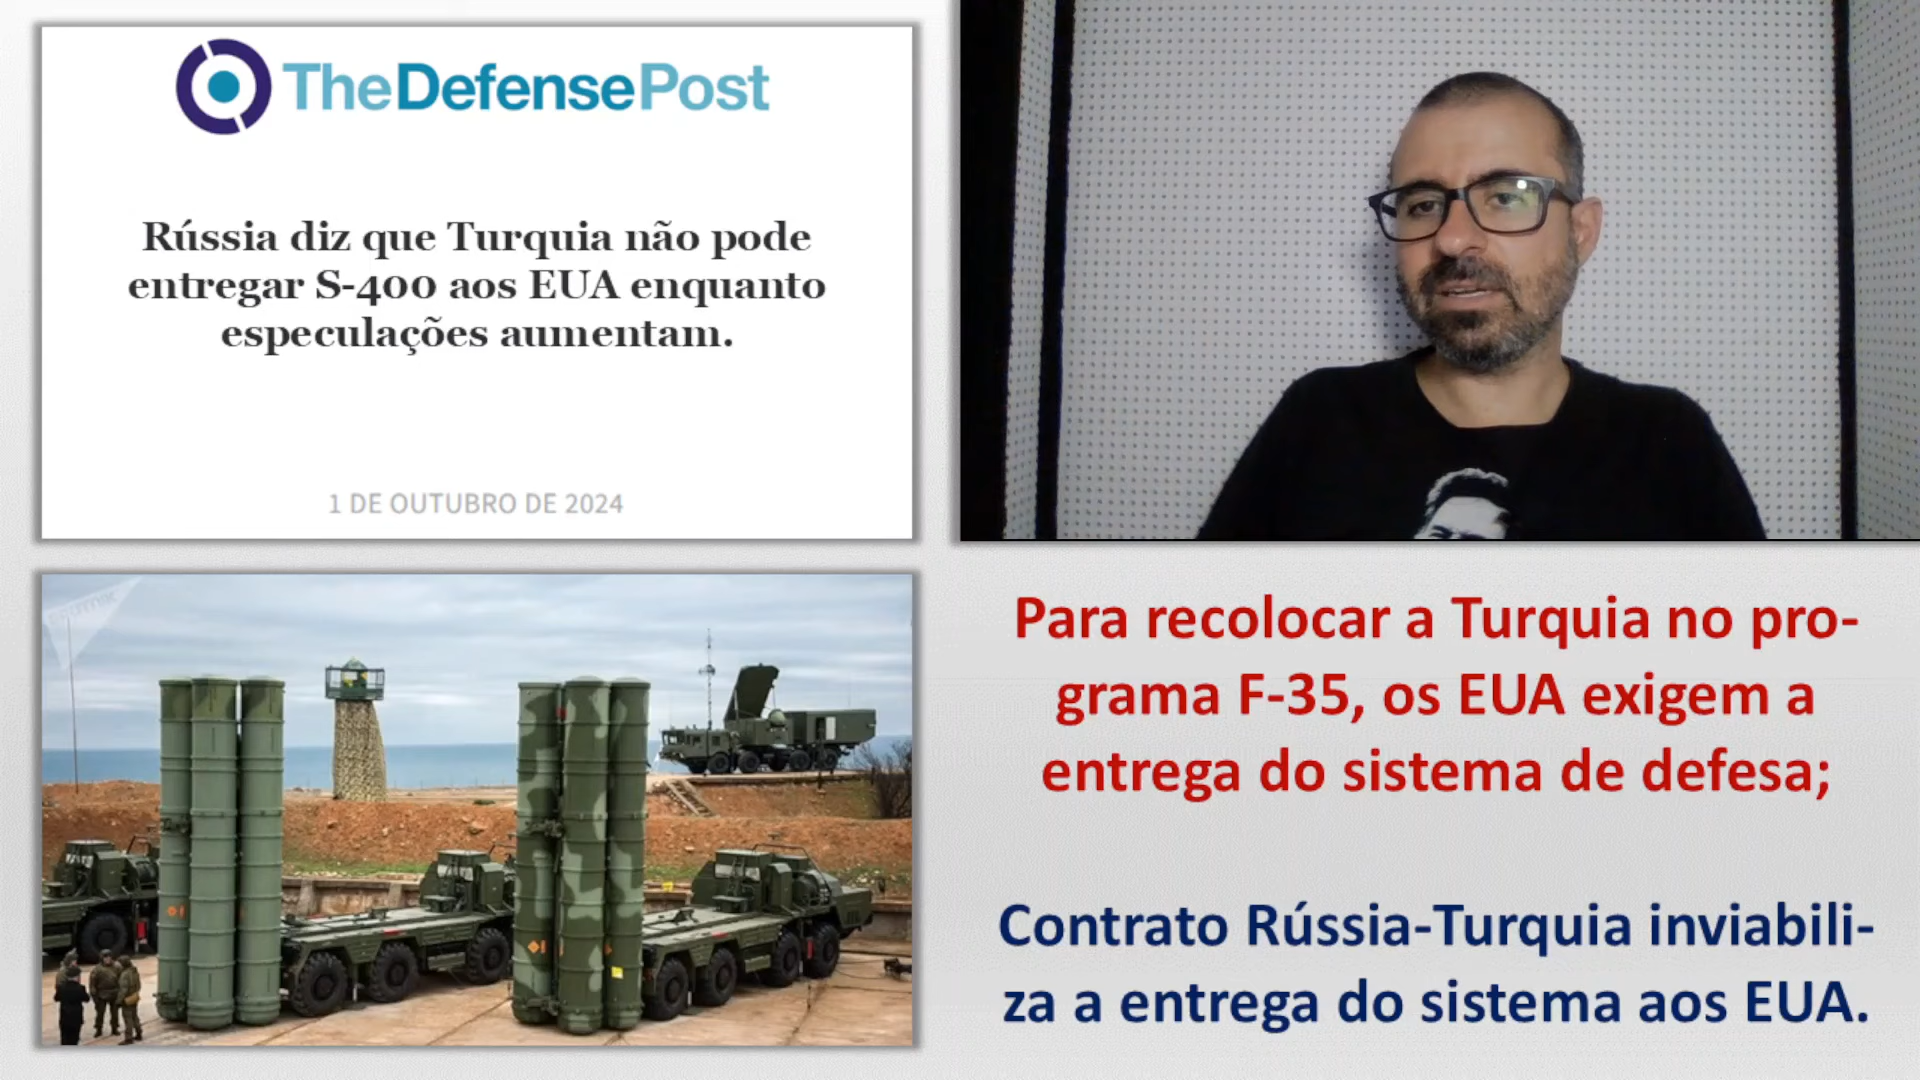 TheDefensePost
Rússia diz que Turquia não pode
entregar S-400 aos EUA enquanto
especulações aumentam.
1 DE OUTUBRO DE 2024
Para recolocar a Turquia no pro-
grama F-35, os EUA exigem a
entrega do sistema de defesa;
Contrato Rússia-Turquia inviabili-
za a entrega do sistema aos EUA.